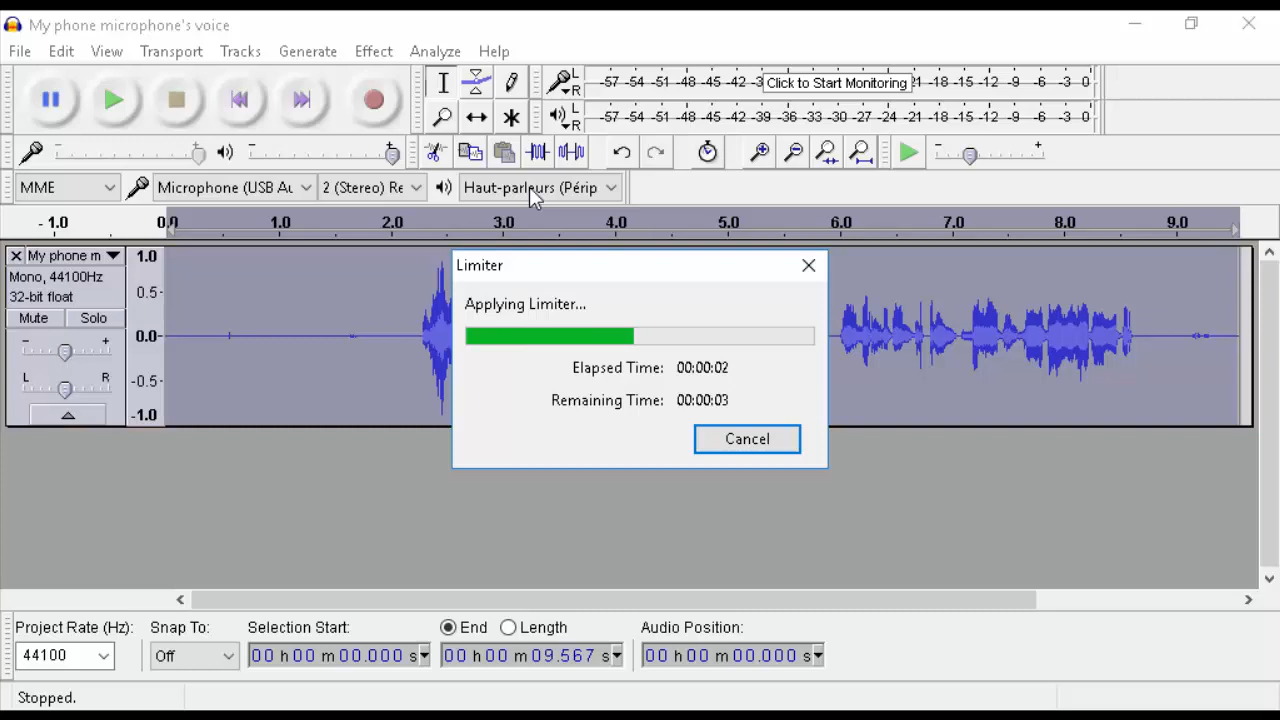 My phone microphone's voice
File Edit View Transport Tracks Generate Effect Analyze Help
L R -57 -54 -51 -48 -45 -42 -3 Click to Start Monitoring 21 -18 -15 -12 -9 -6 -3 0
L R -57 -54 -51 -48 -45 -42 -39 -36 -33 -30 -27 -24 -21 -18 -15 -12 -9 -6 -3 0
- + - + - +
MME Microphone (USB Au 2 (Stereo) Re Haut-parleurs (Périp
- 1.0 0.0 1.0 2.0 3.0 4.0 5.0 6.0 7.0 8.0 9.0
My phone m
Mono, 44100Hz
32-bit float
Mute Solo
- +
L R
1.0
0.5-
0.0-
-0.5-
-1.0
Limiter
Applying Limiter...
Elapsed Time: 00:00:02
Remaining Time: 00:00:03
Cancel
Project Rate (Hz): Snap To: Selection Start: End Length Audio Position:
44100 Off 00 h 00 m 00.000 s 00 h 00 m 09.567 s 00 h 00 m 00.000 s
Stopped.